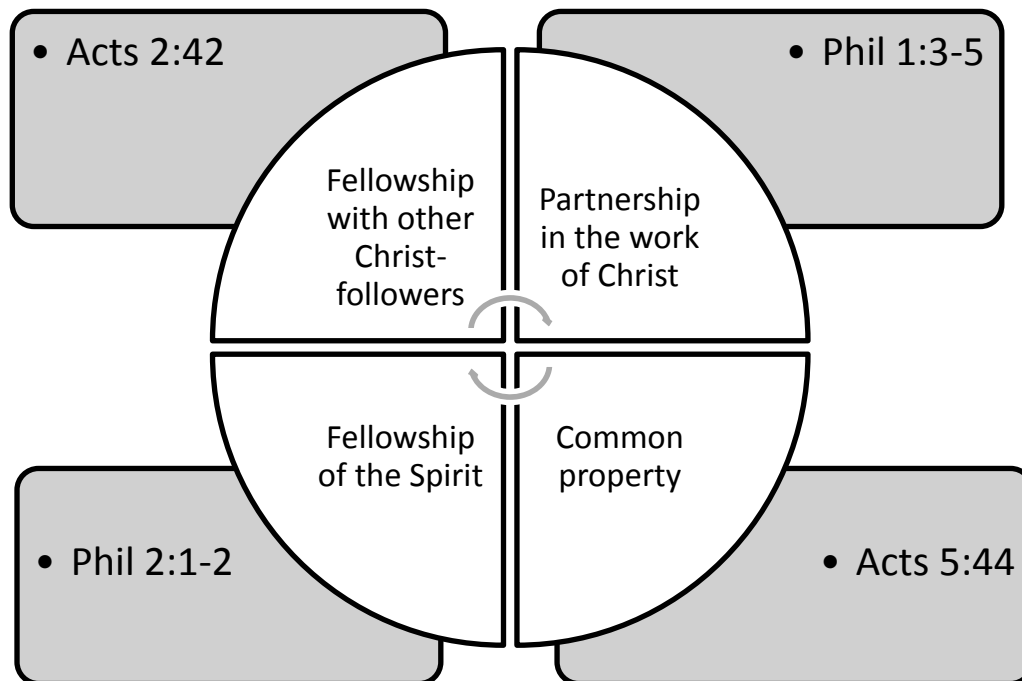 • Acts 2:42
• Phil 1:3-5
Fellowship
with other
Christ-
followers
Partnership
in the work
of Christ
Fellowship
of the Spirit
Common
property
• Phil 2:1-2
• Acts 5:44